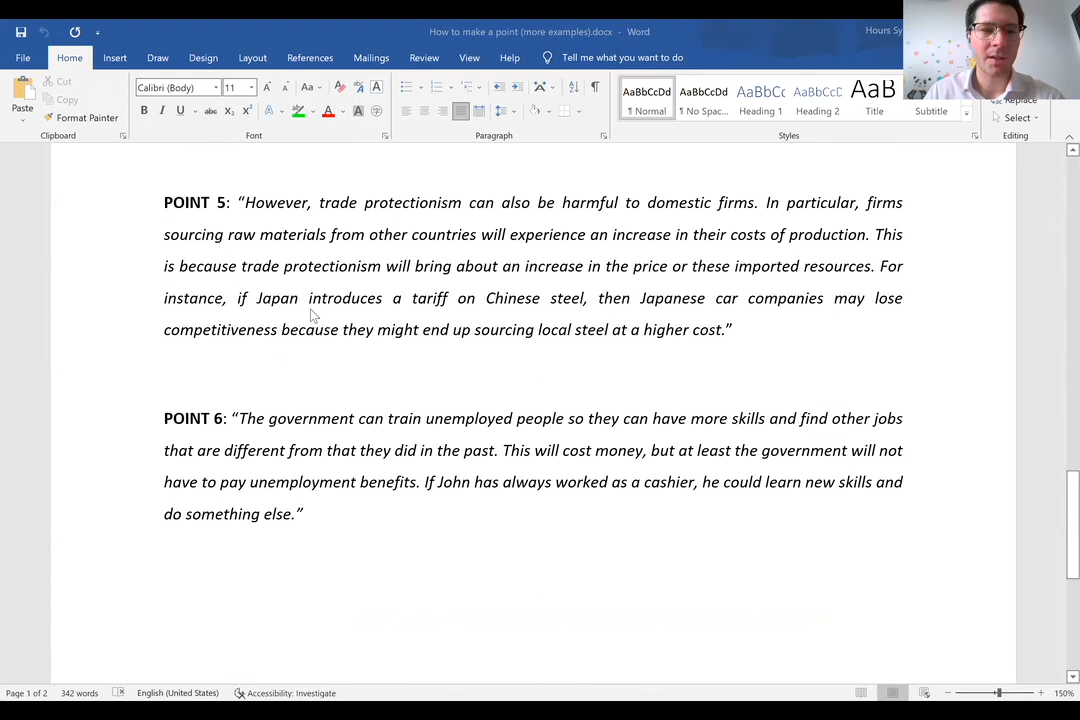 How to make a point (more examples).docx - Word
Hours Sy
File Home Insert Draw Design Layout References Mailings Review View Help Tell me what you want to do
Paste
Cut
Copy
Format Painter
Calibri (Body) 11
AaBbCcDd AaBbCcDd AaBbCc AaBbCcD AaB
¶ Normal ¶ No Spac... Heading 1 Heading 2 Title Subtitle
Replace
Select
Clipboard Font Paragraph Styles Editing
POINT 5: “However, trade protectionism can also be harmful to domestic firms. In particular, firms
sourcing raw materials from other countries will experience an increase in their costs of production. This
is because trade protectionism will bring about an increase in the price or these imported resources. For
instance, if Japan introduces a tariff on Chinese steel, then Japanese car companies may lose
competitiveness because they might end up sourcing local steel at a higher cost.”
POINT 6: “The government can train unemployed people so they can have more skills and find other jobs
that are different from that they did in the past. This will cost money, but at least the government will not
have to pay unemployment benefits. If John has always worked as a cashier, he could learn new skills and
do something else.”
Page 1 of 2 342 words English (United States) Accessibility: Investigate 150%